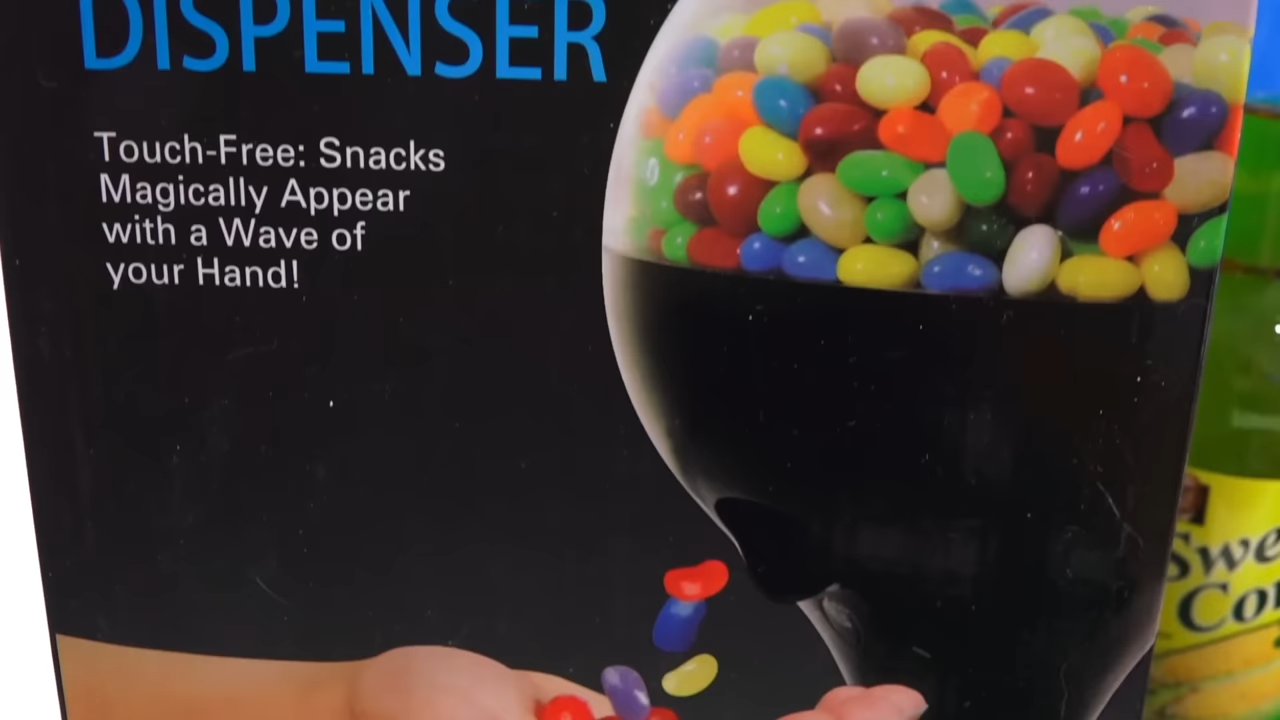 DISPENSER
Touch-Free: Snacks
Magically Appear
with a Wave of
your Hand!